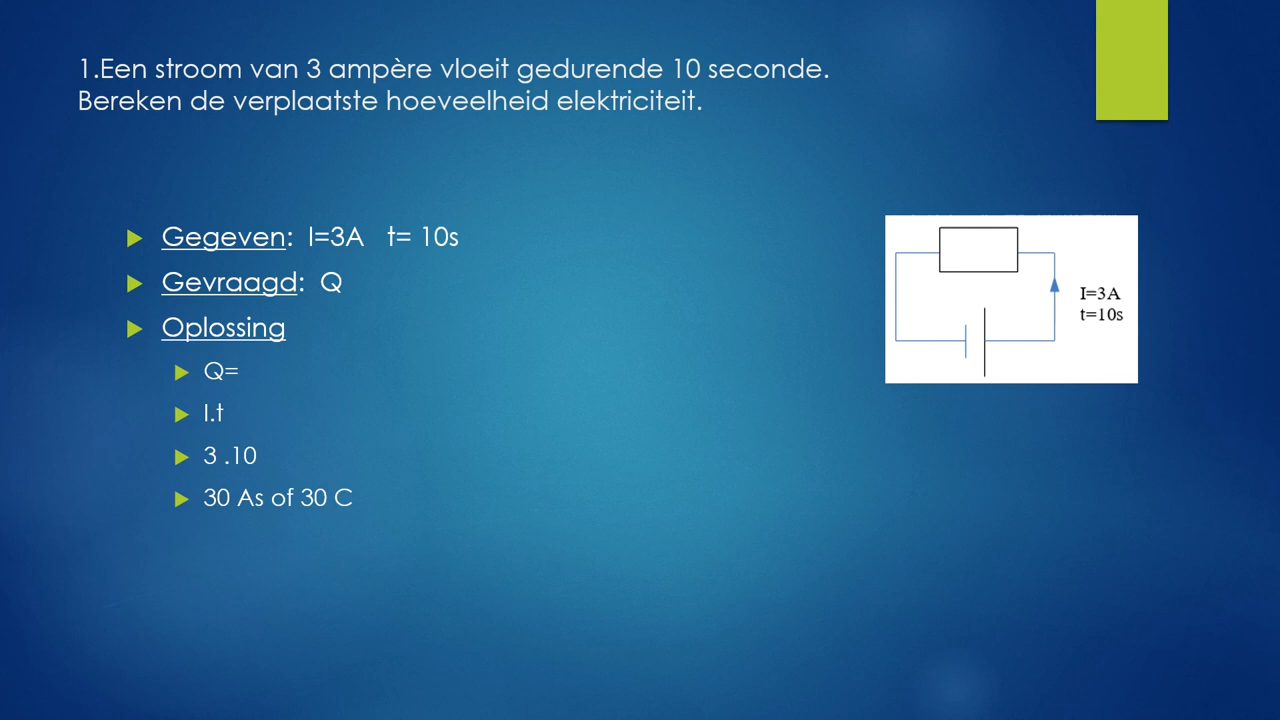 1.Een stroom van 3 ampère vloeit gedurende 10 seconde.
Bereken de verplaatste hoeveelheid elektriciteit.
Gegeven: I=3A t= 10s
Gevraagd: Q
Oplossing
Q=
I.t
3 .10
30 As of 30 C
I=3A
t=10s